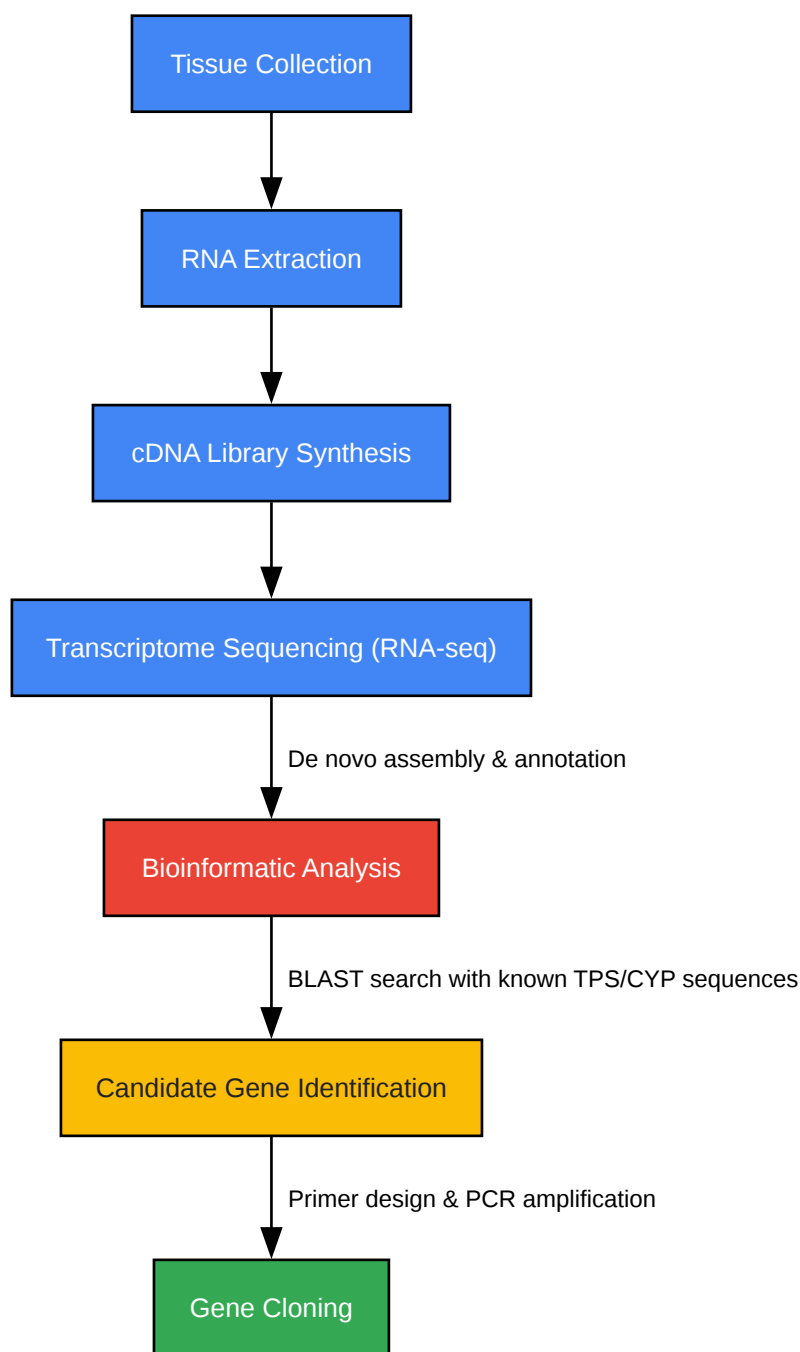 Tissue Collection
RNA Extraction
cDNA Library Synthesis
Transcriptome Sequencing (RNA-seq)
De novo assembly & annotation
Bioinformatic Analysis
BLAST search with known TPS/CYP sequences
Candidate Gene Identification
Primer design & PCR amplification
Gene Cloning